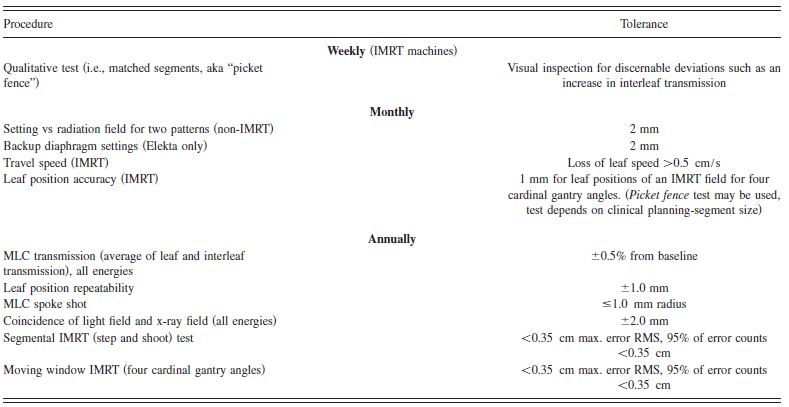 Procedure Tolerance
Weekly (IMRT machines)
Qualitative test (i.e., matched segments, aka “picket Visual inspection for discernable deviations such as an
fence”) increase in interleaf transmission
Monthly
Setting vs radiation field for two patterns (non-IMRT) 2 mm
Backup diaphragm settings (Elekta only) 2 mm
Travel speed (IMRT) Loss of leaf speed >0.5 cm/s
Leaf position accuracy (IMRT) 1 mm for leaf positions of an IMRT field for four
cardinal gantry angles. (Picket fence test may be used,
test depends on clinical planning-segment size)
Annually
MLC transmission (average of leaf and interleaf ±0.5% from baseline
transmission), all energies
Leaf position repeatability ±1.0 mm
MLC spoke shot ≤1.0 mm radius
Coincidence of light field and x-ray field (all energies) ±2.0 mm
Segmental IMRT (step and shoot) test <0.35 cm max. error RMS, 95% of error counts
<0.35 cm
Moving window IMRT (four cardinal gantry angles) <0.35 cm max. error RMS, 95% of error counts
<0.35 cm